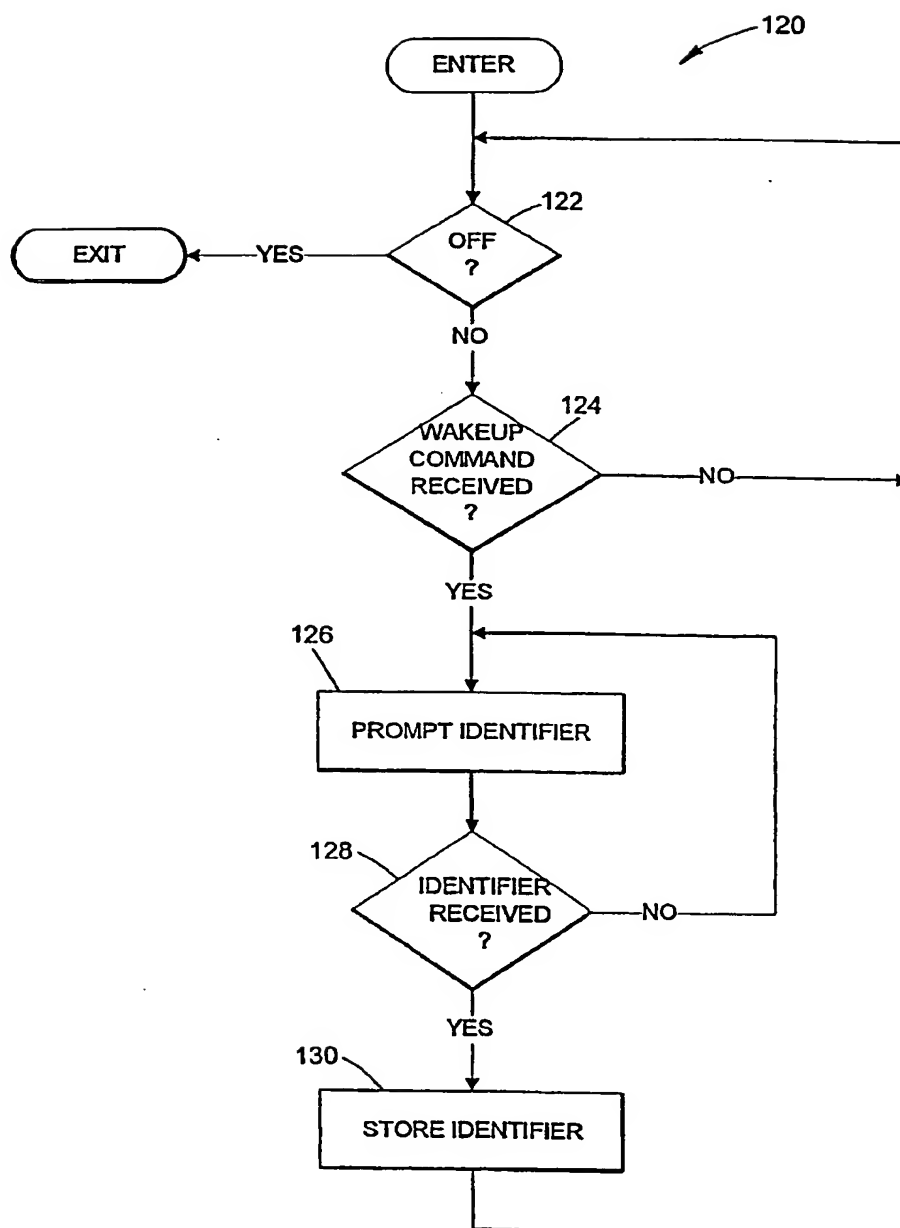 120
ENTER
122
OFF
?
EXIT
YES
NO
124
WAKEUP
COMMAND
RECEIVED
?
NO
YES
126
PROMPT IDENTIFIER
128
IDENTIFIER
RECEIVED
?
NO
YES
130
STORE IDENTIFIER